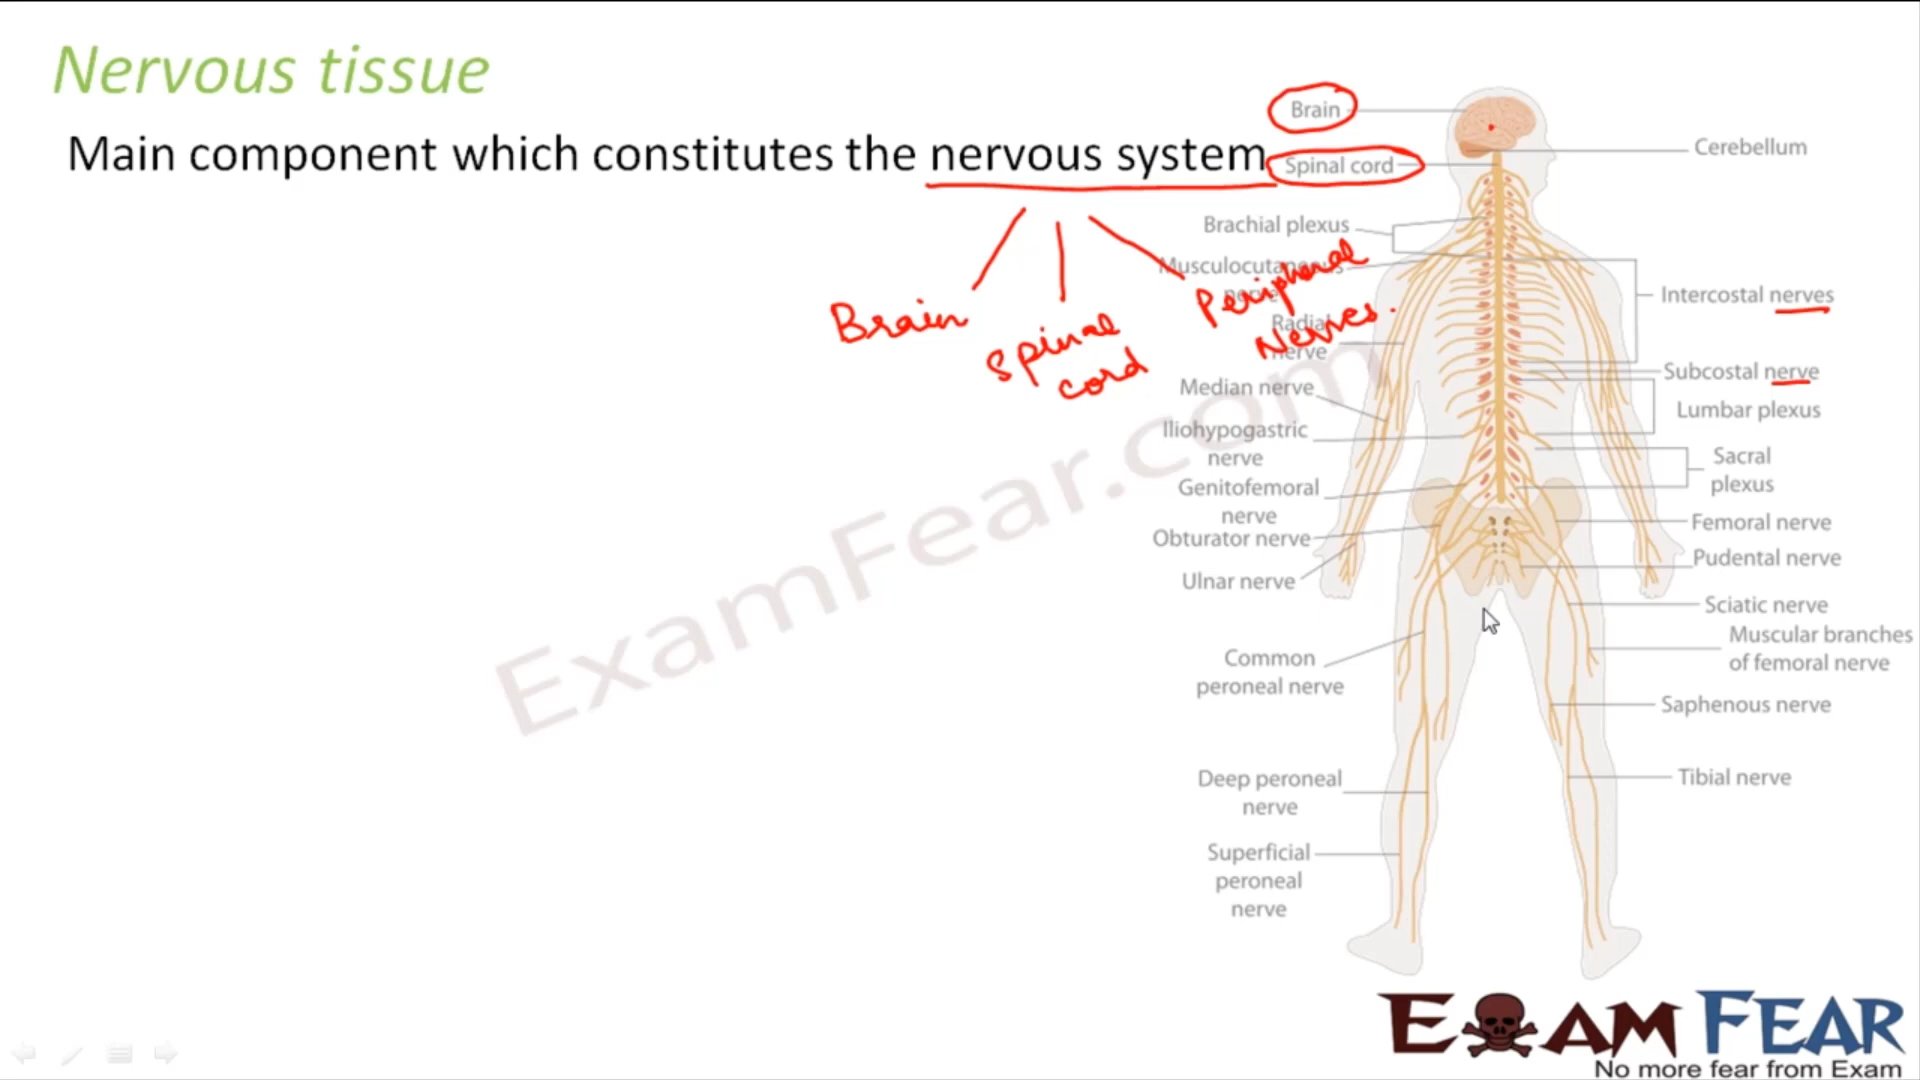 Nervous tissue
Main component which constitutes the nervous system
Brain
Spinal
cord
Peripheral
Nerves.
Brain
Spinal cord
Brachial plexus
Musculocutaneous
nerve
Radial
nerve
Median nerve
Iliohypogastric
nerve
Genitofemoral
nerve
Obturator nerve
Ulnar nerve
Common
peroneal nerve
Deep peroneal
nerve
Superficial
peroneal
nerve
Cerebellum
Intercostal nerves
Subcostal nerve
Lumbar plexus
Sacral
plexus
Femoral nerve
Pudental nerve
Sciatic nerve
Muscular branches
of femoral nerve
Saphenous nerve
Tibial nerve
ExamFear.com
EXAM FEAR
No more fear from Exam